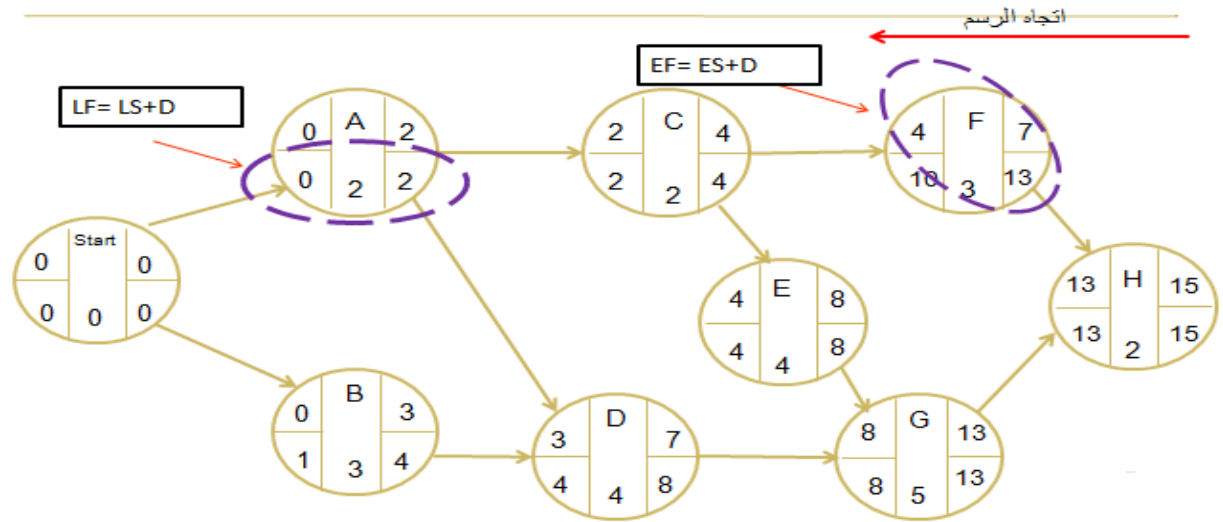 اتجاه الرسم
EF= ES+D
LF= LS+D
0 A 2
0 2 2
2 C 4
2 2 4
4 F 7
10 3 13
Start
0 0
0 0 0
4 E 8
4 4 8
13 H 15
13 2 15
0 B 3
1 3 4
3 D 7
4 4 8
8 G 13
8 5 13